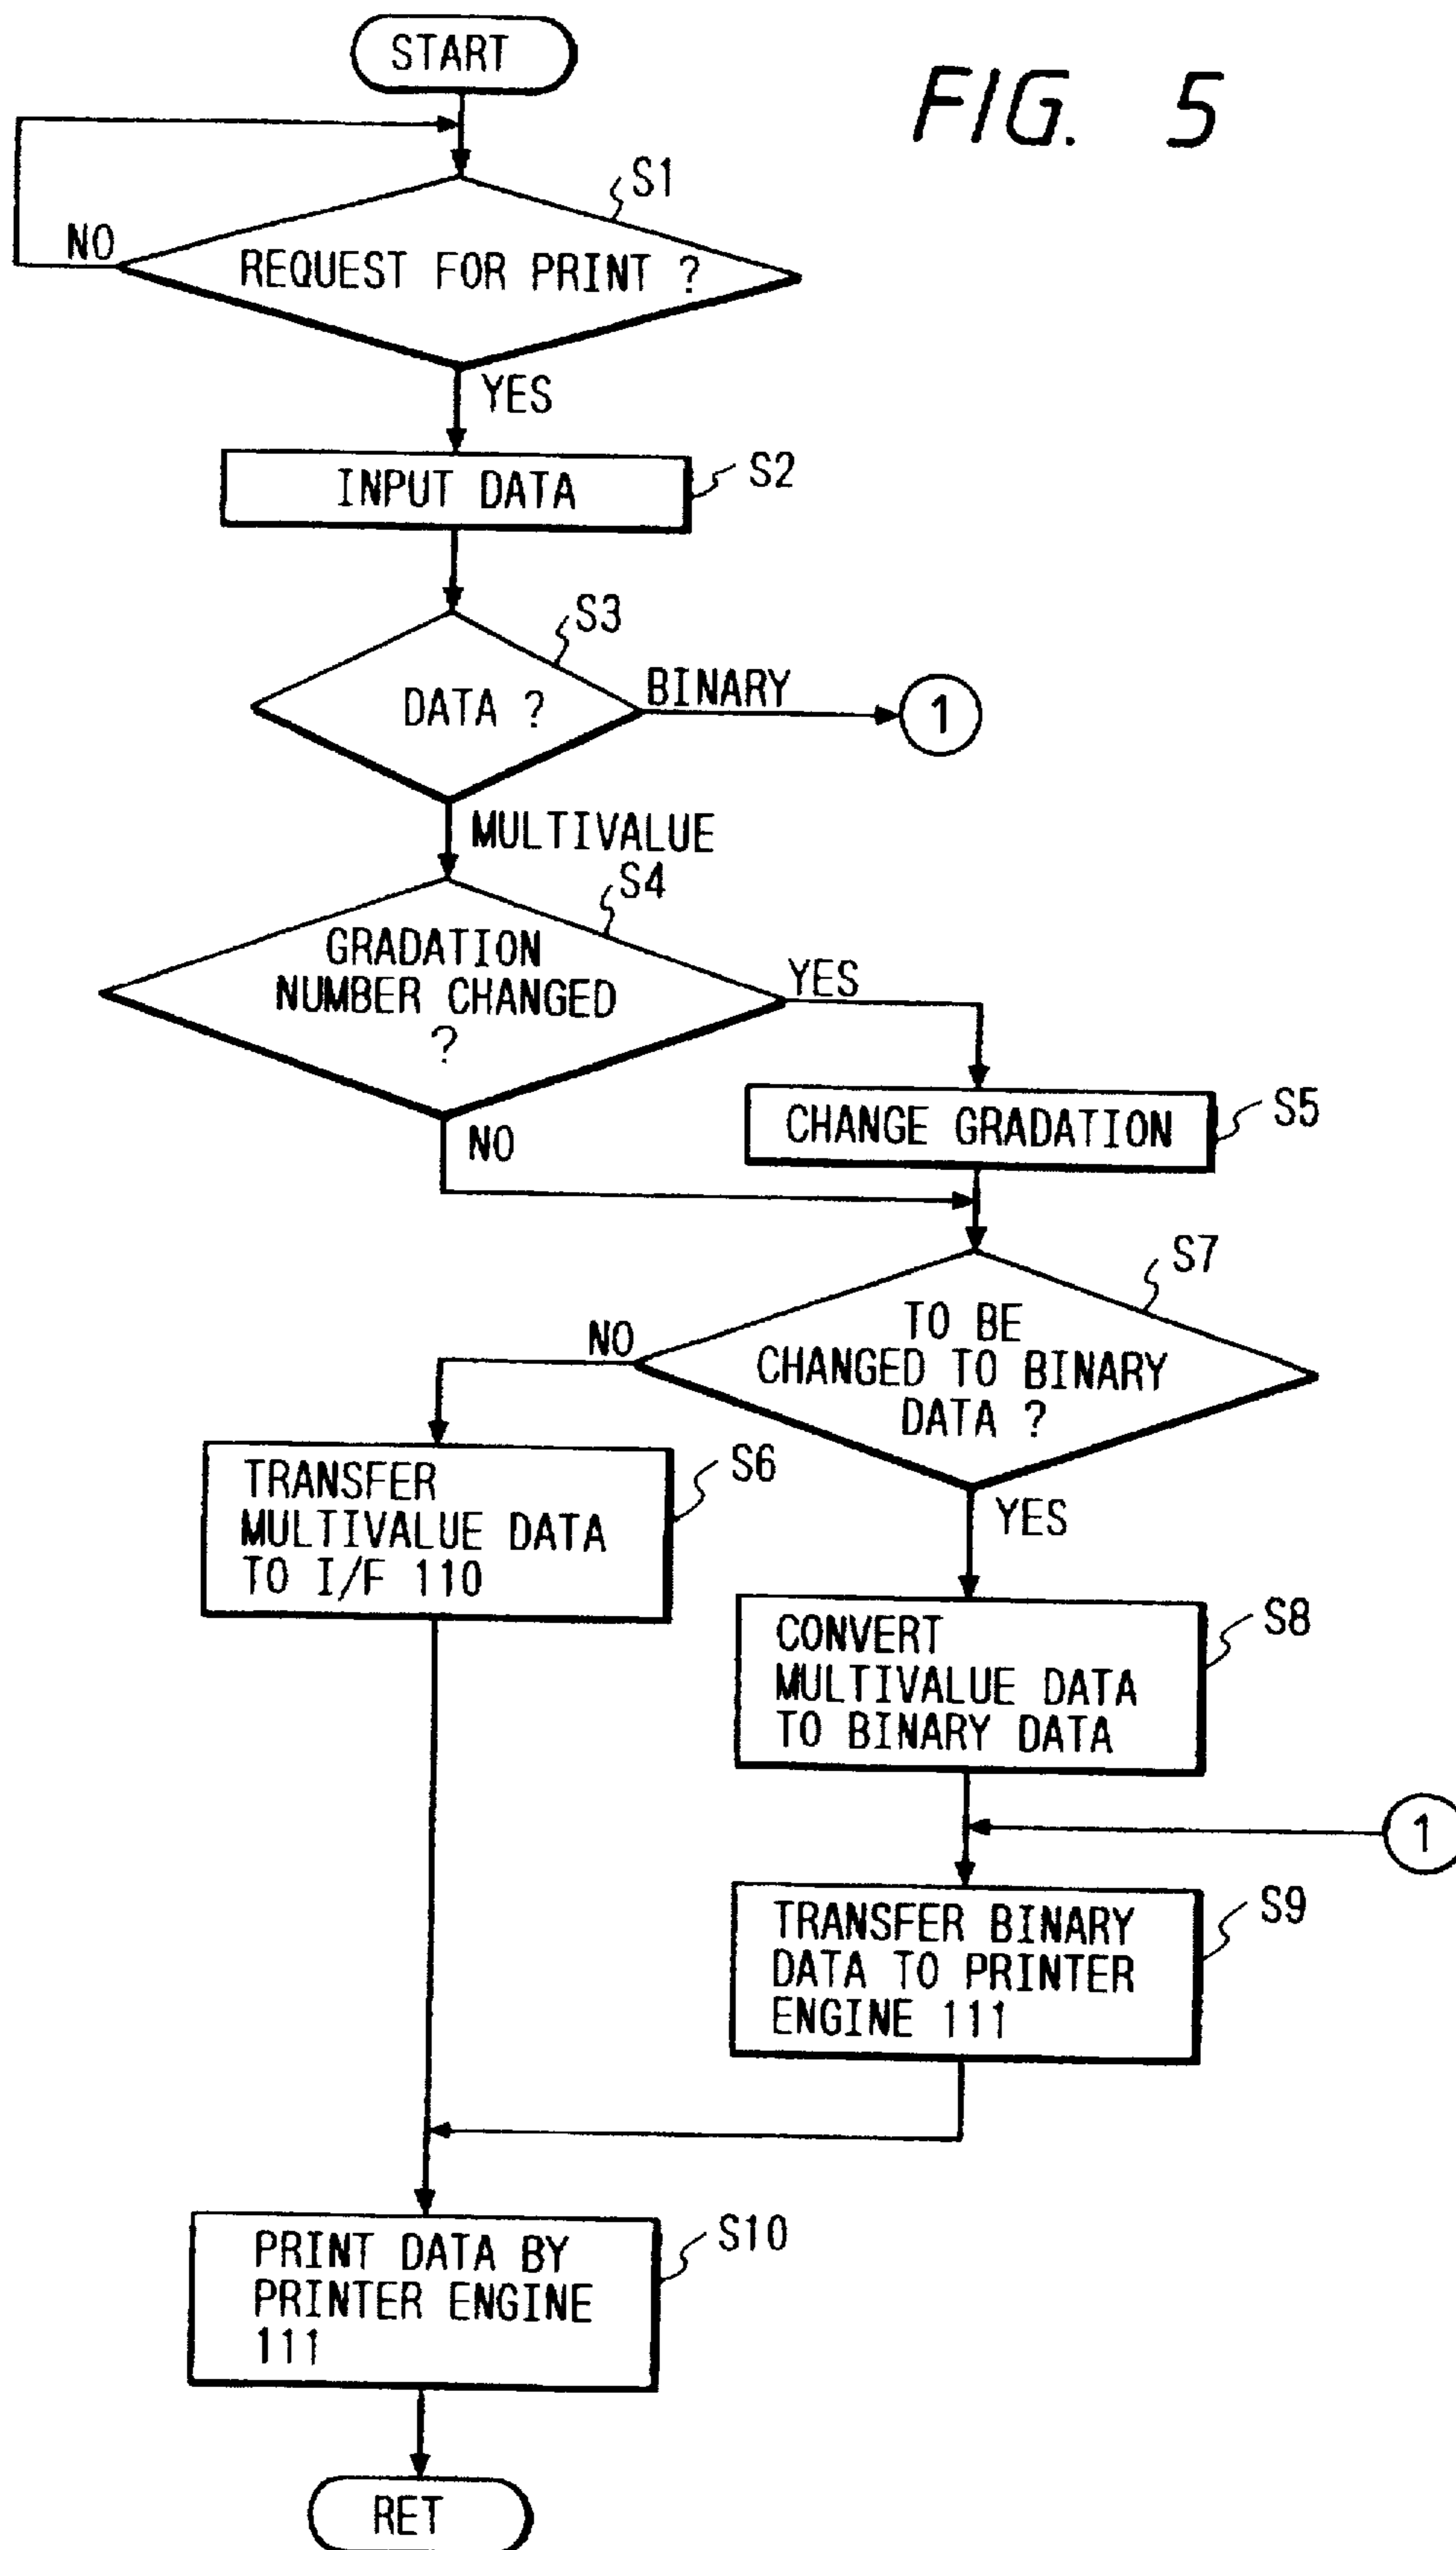 START
FIG. 5
S1
NO
REQUEST FOR PRINT ?
YES
INPUT DATA
S2
S3
DATA ?
BINARY
1
MULTIVALUE
S4
GRADATION
NUMBER CHANGED
?
YES
CHANGE GRADATION
S5
NO
S7
TO BE
CHANGED TO BINARY
DATA ?
NO
YES
TRANSFER
MULTIVALUE DATA
TO I/F 110
S6
CONVERT
MULTIVALUE DATA
TO BINARY DATA
S8
1
TRANSFER BINARY
DATA TO PRINTER
ENGINE 111
S9
PRINT DATA BY
PRINTER ENGINE
111
S10
RET